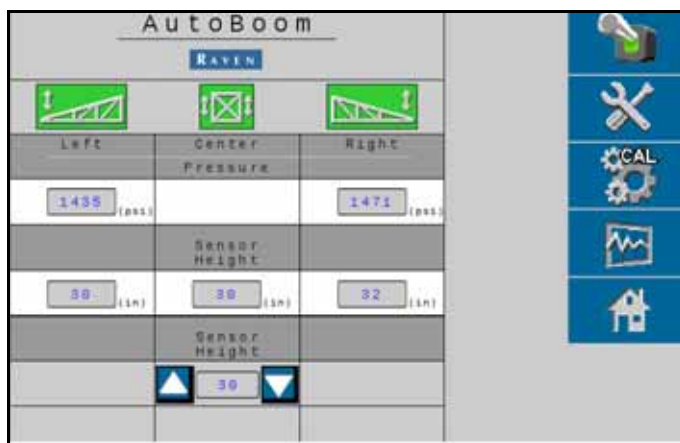 AutoBoom
RAVEN
Left Center Right
Pressure
1435 (psi) 1471 (psi)
CAL
Sensor
Height
30 (in) 30 (in) 32 (in)
Sensor
Height
30